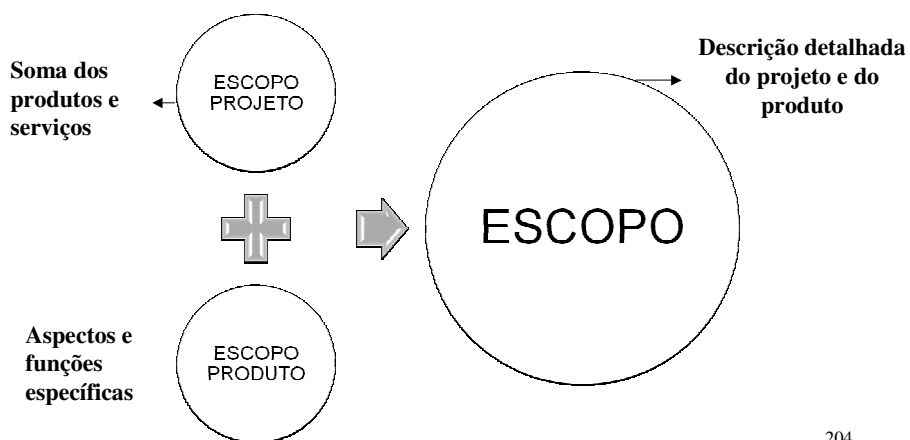 Soma dos
produtos e
serviços
ESCOPO
PROJETO
Descrição detalhada
do projeto e do
produto
ESCOPO
Aspectos e
funções
específicas
ESCOPO
PRODUTO
204